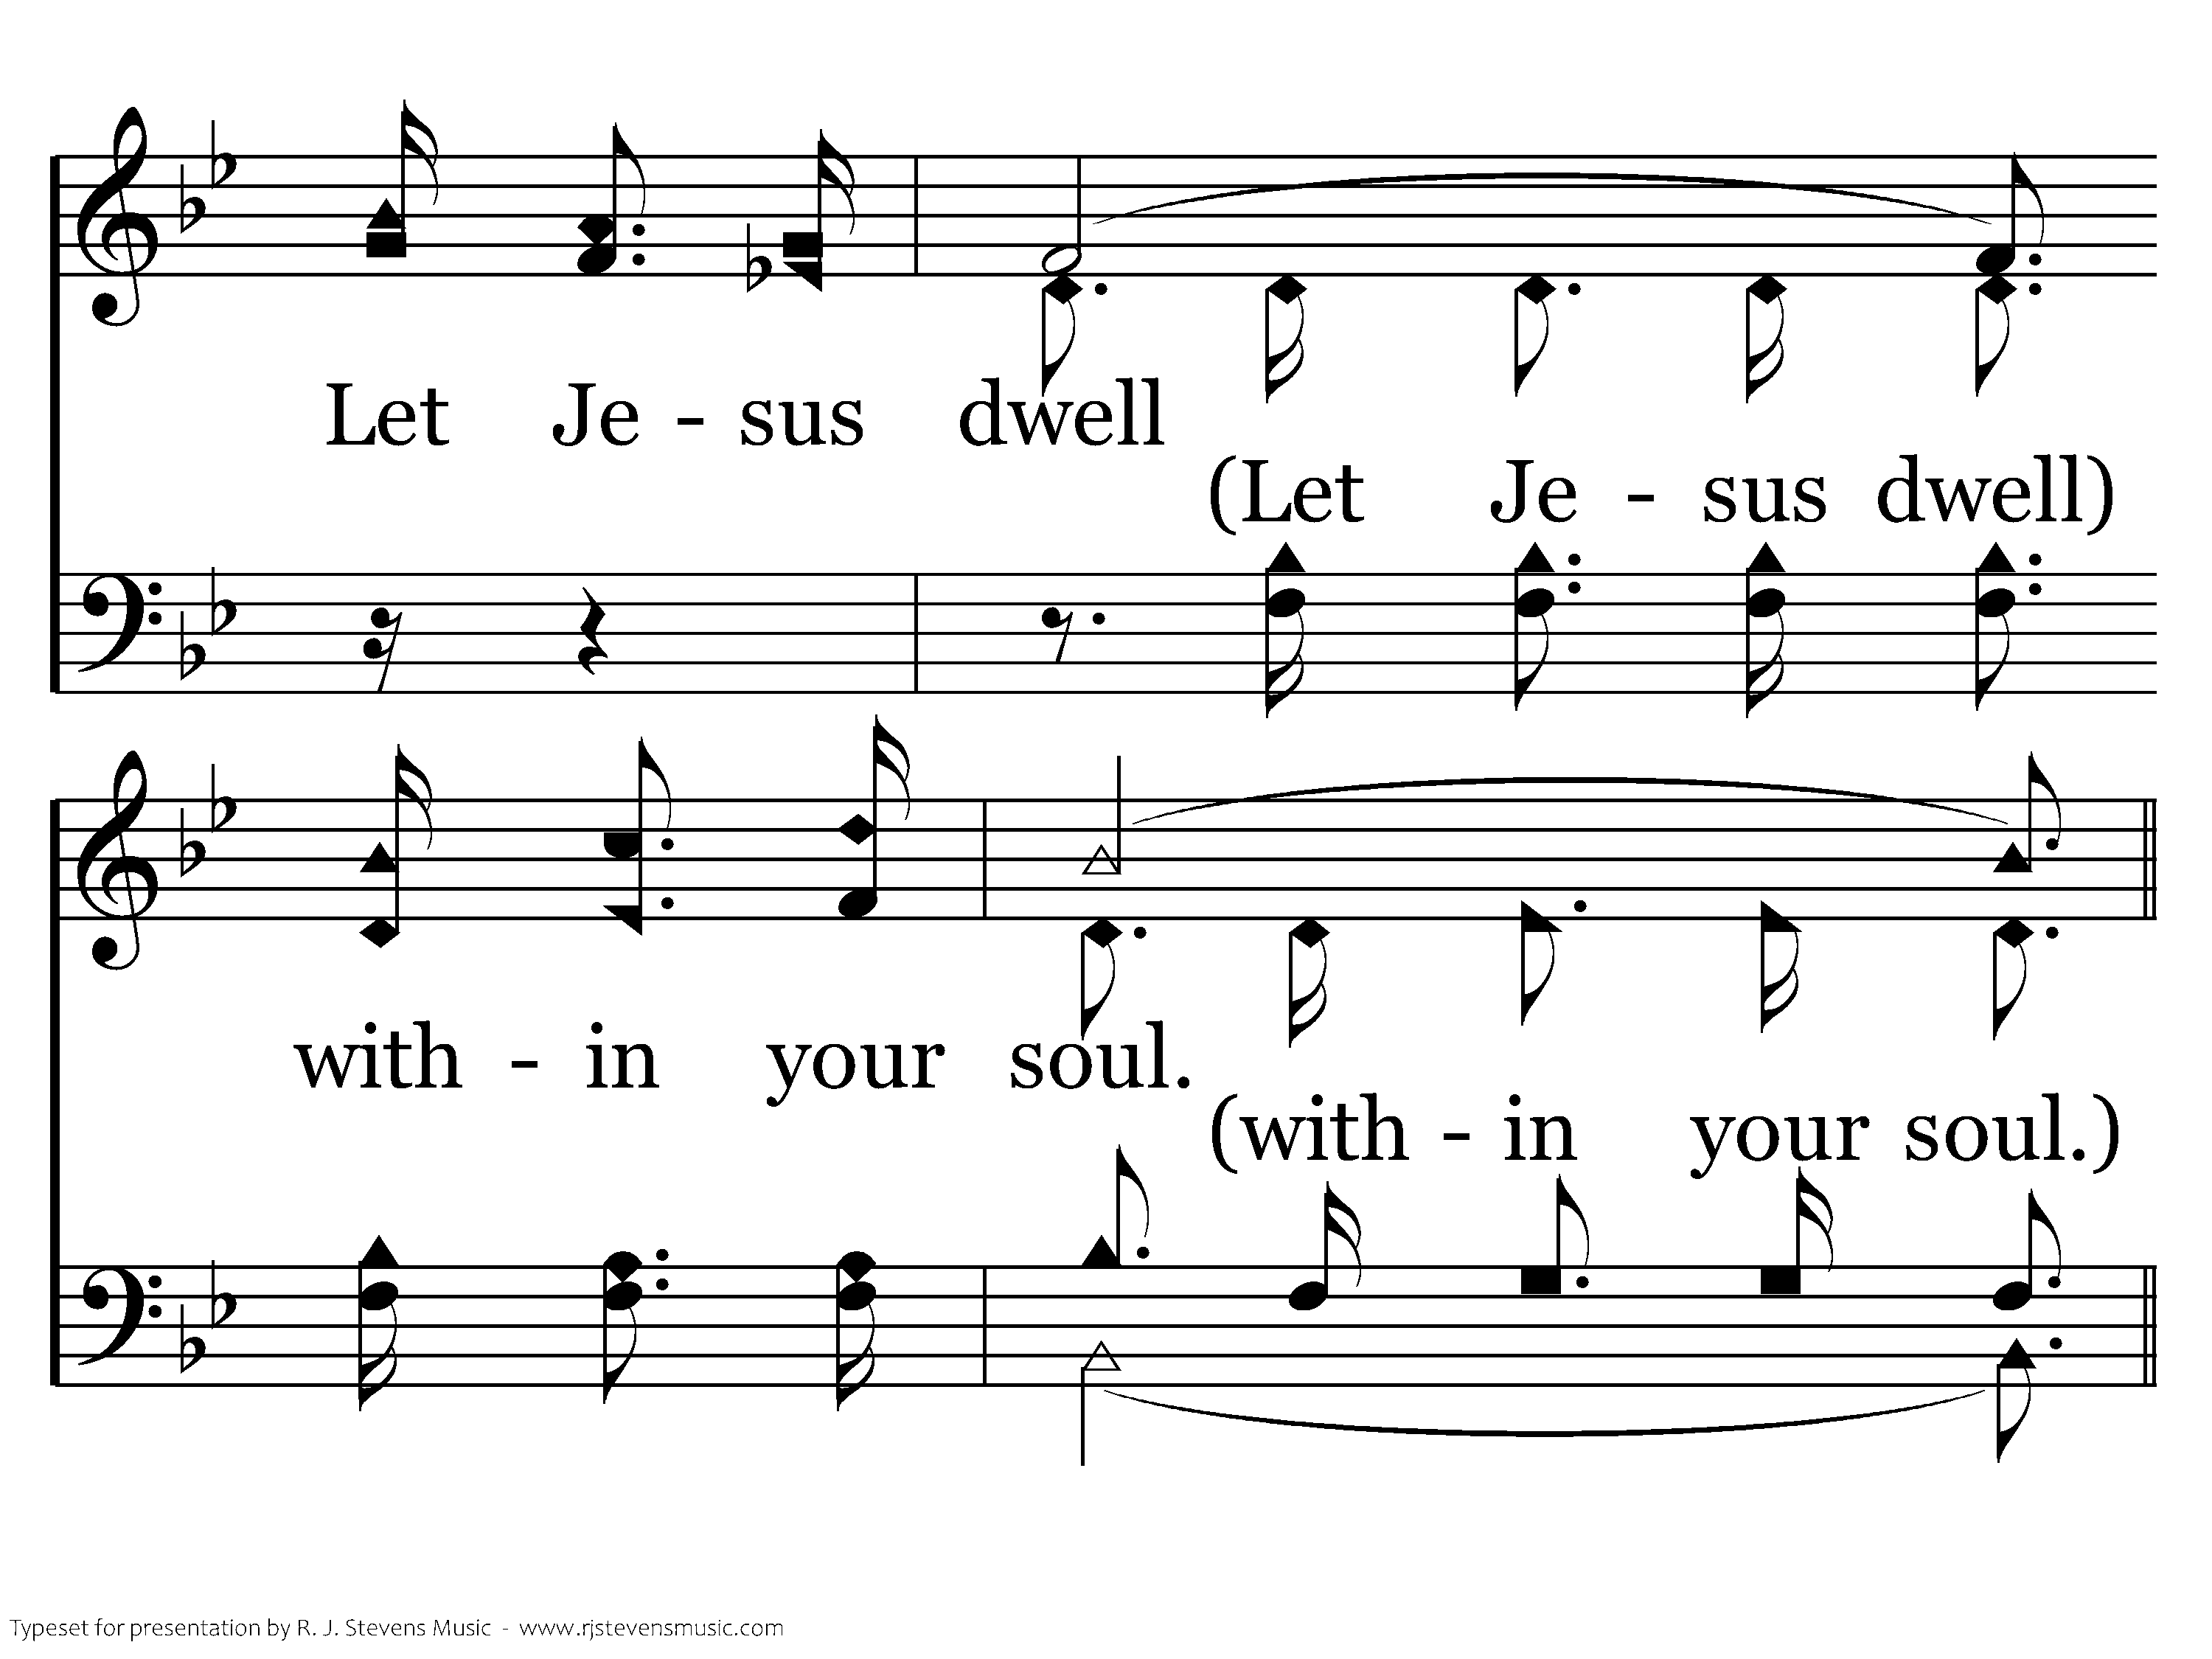 Let Je - sus dwell
(Let Je - sus dwell)
with - in your soul.
(with - in your soul.)
Typeset for presentation by R. J. Stevens Music - www.rjstevensmusic.com